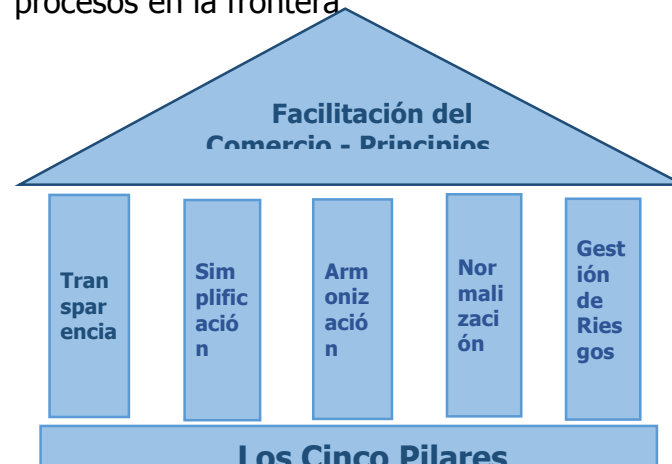 procesos en la frontera
Facilitación del
Comercio - Principios
Tran
spar
encia
Sim
plific
ació
n
Arm
oniz
ació
n
Nor
mali
zaci
ón
Gest
ión
de
Ries
gos
Los Cinco Pilares